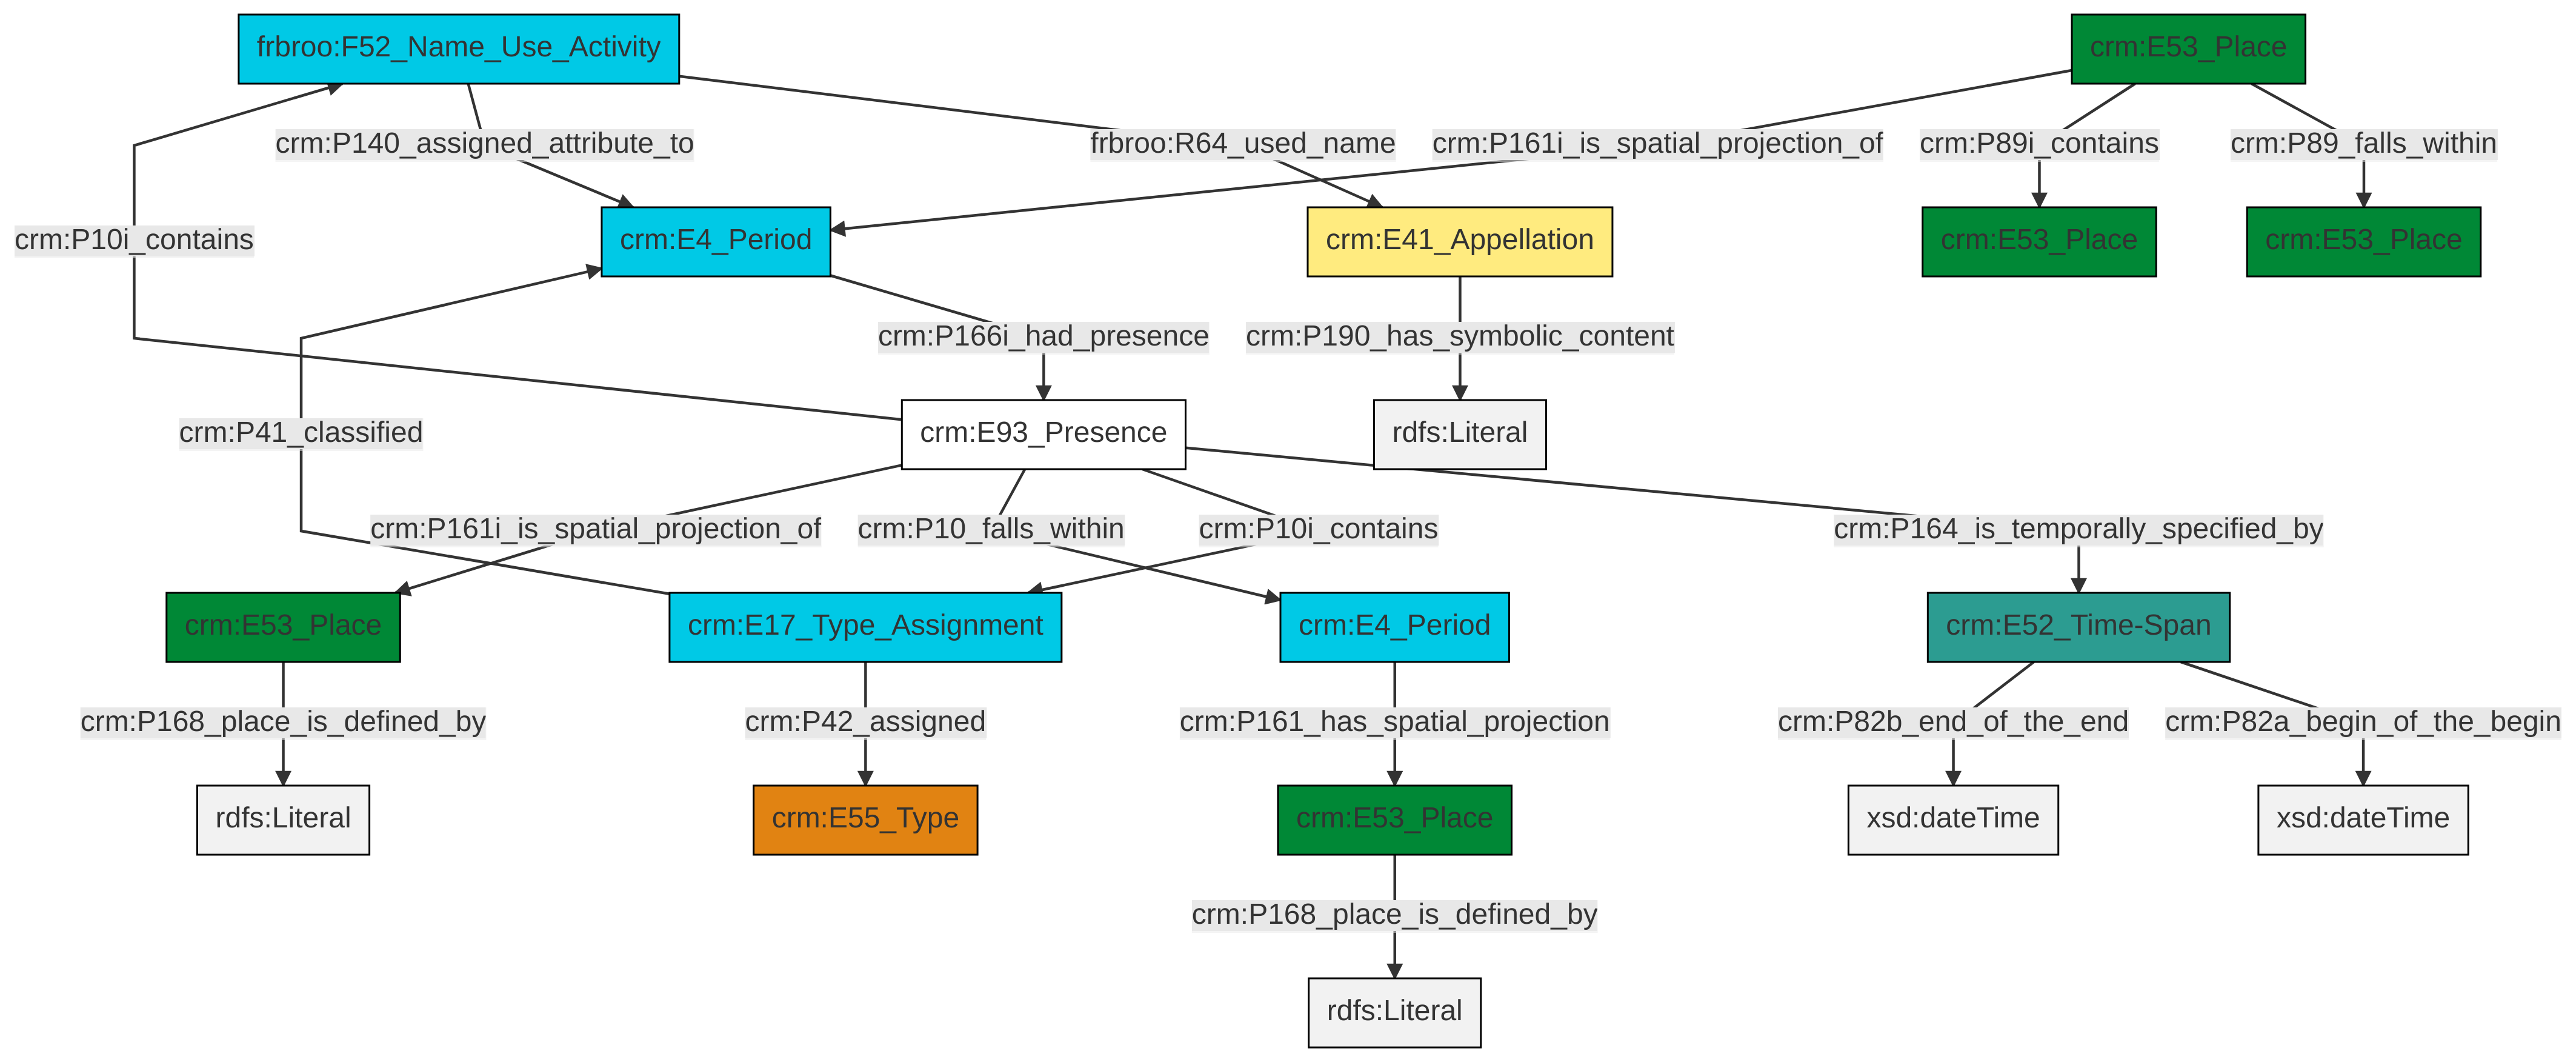 frbroo:F52_Name_Use_Activity
crm:E53_Place
crm:P140_assigned_attribute_to
frbroo:R64_used_name
crm:P161i_is_spatial_projection_of
crm:P89i_contains
crm:P89_falls_within
crm:P10i_contains
crm:E4_Period
crm:E41_Appellation
crm:E53_Place
crm:E53_Place
crm:P166i_had_presence
crm:P190_has_symbolic_content
crm:P41_classified
crm:E93_Presence
rdfs:Literal
crm:P161i_is_spatial_projection_of
crm:P10_falls_within
crm:P10i_contains
crm:P164_is_temporally_specified_by
crm:E53_Place
crm:E17_Type_Assignment
crm:E4_Period
crm:E52_Time-Span
crm:P168_place_is_defined_by
crm:P42_assigned
crm:P161_has_spatial_projection
crm:P82b_end_of_the_end
crm:P82a_begin_of_the_begin
rdfs:Literal
crm:E55_Type
crm:E53_Place
xsd:dateTime
xsd:dateTime
crm:P168_place_is_defined_by
rdfs:Literal